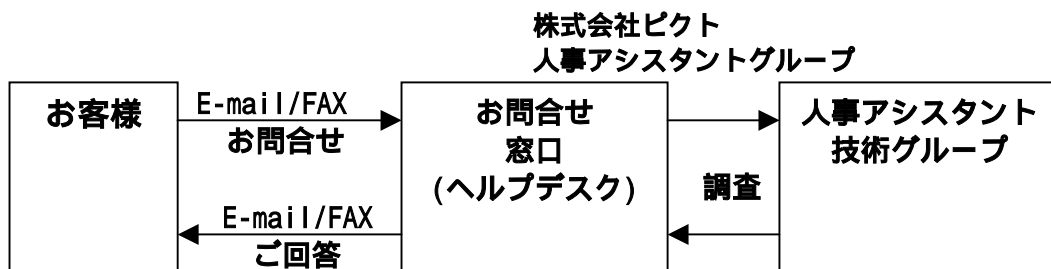 株式会社ピクト
人事アシスタントグループ
お客様
E-mail/FAX
お問合せ
お問合せ
窓口
(ヘルプデスク)
人事アシスタント
技術グループ
調査
E-mail/FAX
ご回答